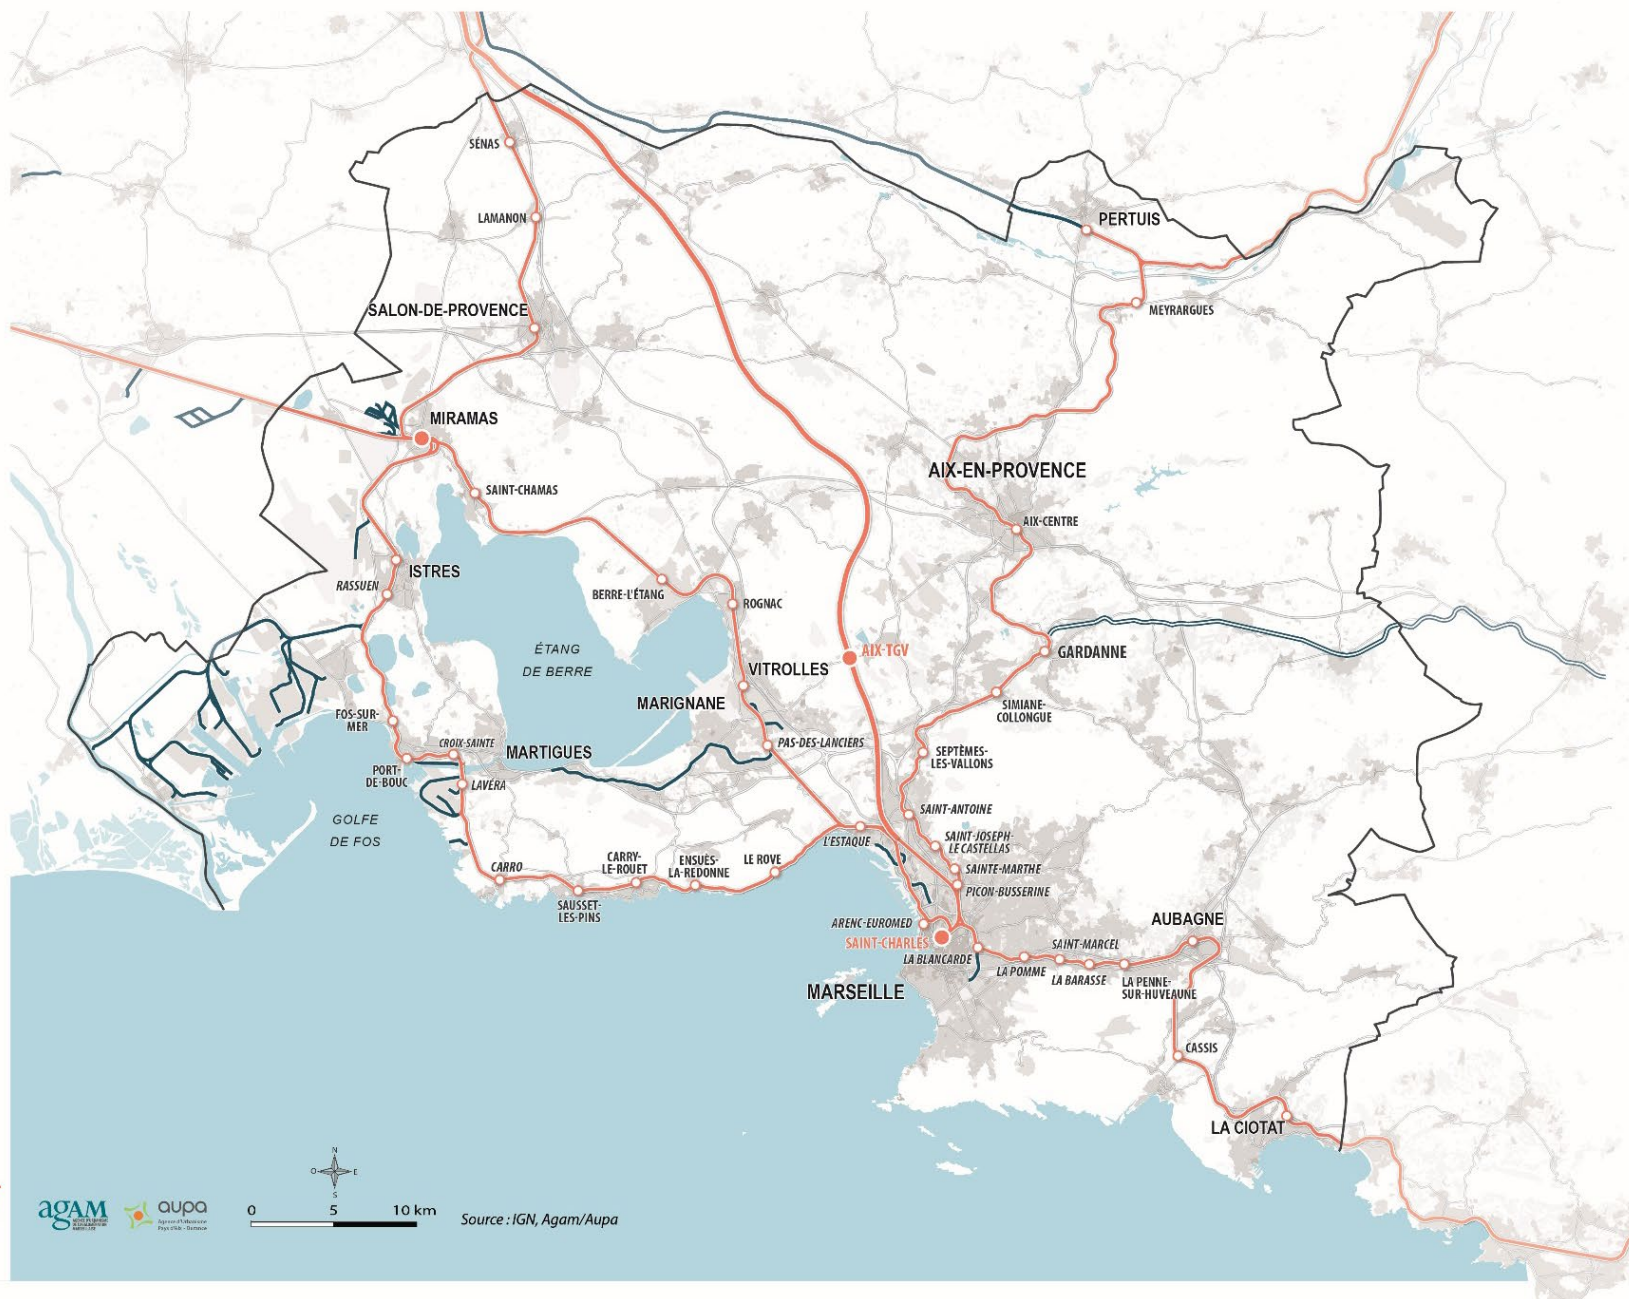 SÉNAS
LAMANON
PERTUIS
MEYRARGUES
SALON-DE-PROVENCE
MIRAMAS
AIX-EN-PROVENCE
SAINT-CHAMAS
AIX-CENTRE
ISTRES
RASSUEN
BERRE-L'ÉTANG
ROGNAC
ÉTANG
DE BERRE
AIX-TGV
GARDANNE
VITROLLES
MARIGNANE
SIMIANE-
COLLONGUE
FOS-SUR-
MER
CROIX-SAINTE
MARTIGUES
PAS-DES-LANCIERS
SEPTÈMES-
LES-VALLONS
PORT-
DE-BOUC
LAVÉRA
GOLFE
DE FOS
SAINT-ANTOINE
L'ESTAQUE
SAINT-JOSEPH-
LE CASTELLAS
CARRO
CARRY-
LE-ROUET
ENSUÈS-
LA-REDONNE
LE ROVE
SAINTE-MARTHE
PICON-BUSSERINE
SAUSSET-
LES-PINS
ARENC-EUROMED
SAINT-CHARLES
LA BLANCARDE
AUBAGNE
SAINT-MARCEL
LA POMME
LA BARASSE
LA PENNE-
SUR-HUVEAUNE
MARSEILLE
CASSIS
LA CIOTAT
N
O
E
S
agAM
aupa
0 5 10 km
Source : IGN, Agam/Aupa